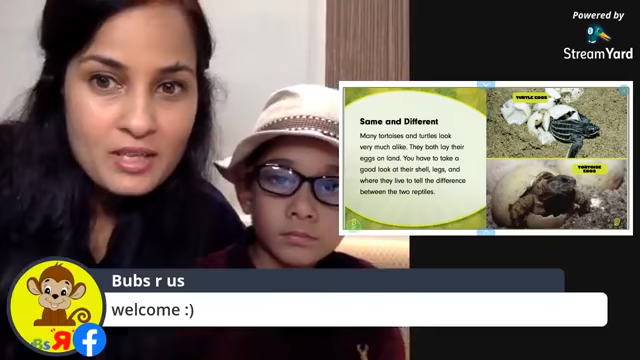 Powered by
StreamYard
TURTLE EGGS
Same and Different
Many tortoises and turtles look
very much alike. They both lay their
eggs on land. You have to take a
good look at their shell, legs, and
where they live to tell the difference
between the two reptiles.
TORTOISE
EGGS
Bubs r us
welcome :)
BsЯ